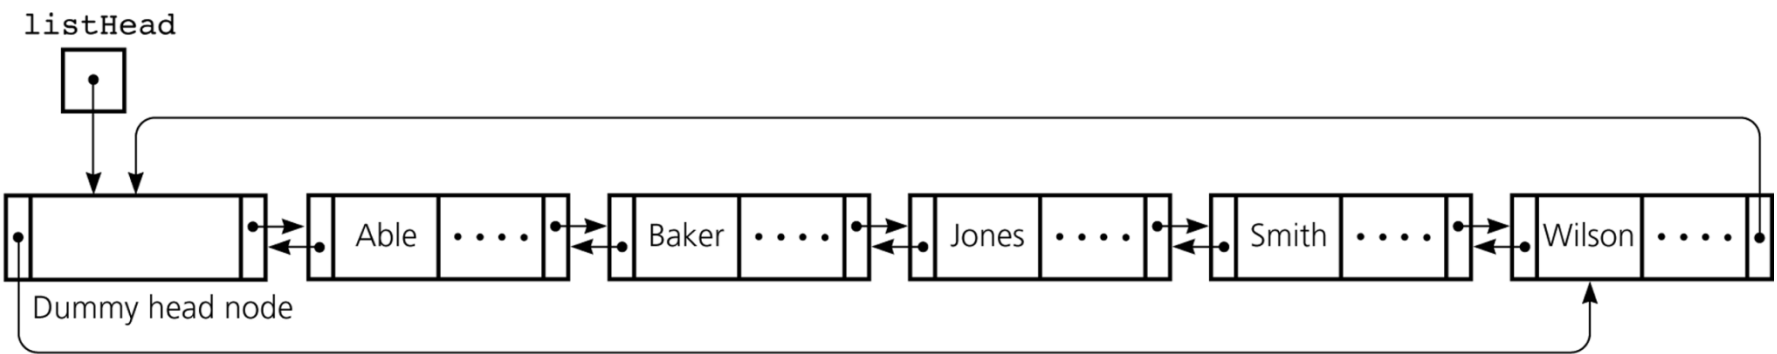 listHead
Able .... Baker .... Jones .... Smith .... Wilson ....
Dummy head node